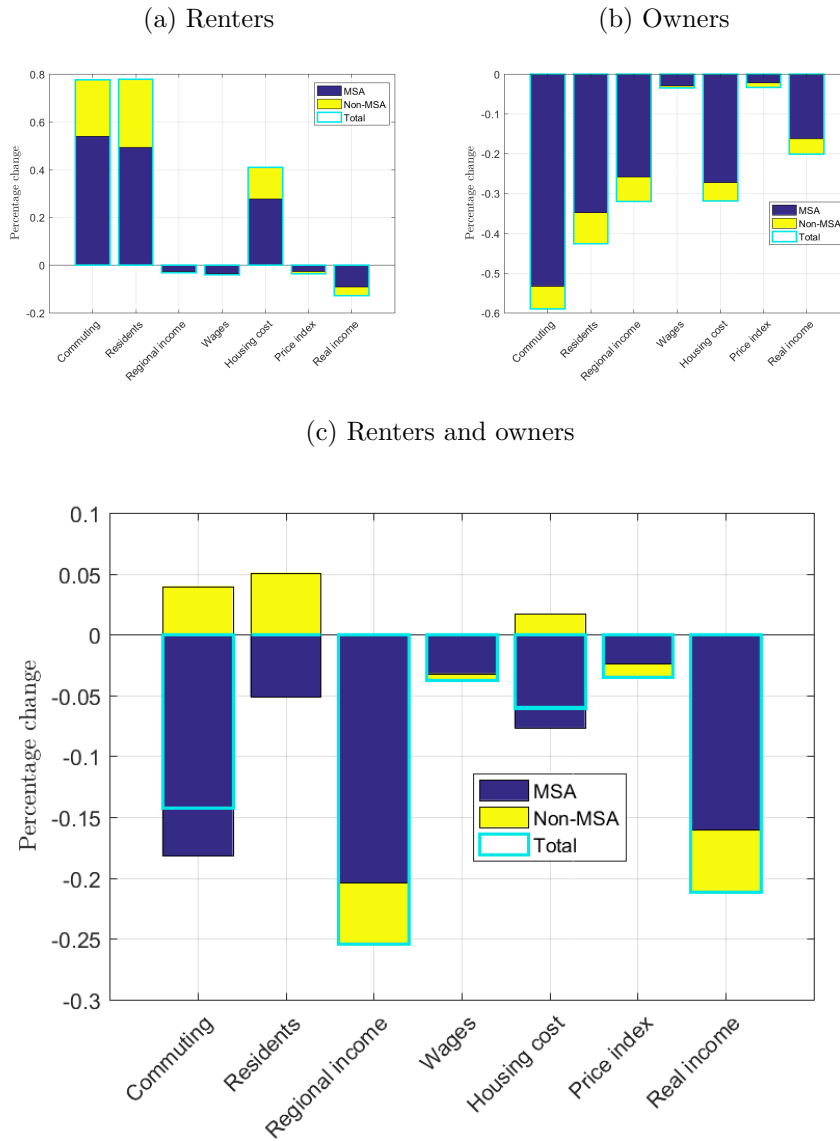 (a) Renters
0.8
0.6
0.4
0.2
0
-0.2
Percentage change
MSA
Non-MSA
Total
Commuting
Residents
Regional income
Wages
Housing cost
Price index
Real income
(b) Owners
0
-0.1
-0.2
-0.3
-0.4
-0.5
-0.6
Percentage change
MSA
Non-MSA
Total
Commuting
Residents
Regional income
Wages
Housing cost
Price index
Real income
(c) Renters and owners
0.1
0.05
0
-0.05
-0.1
-0.15
-0.2
-0.25
-0.3
Percentage change
MSA
Non-MSA
Total
Commuting
Residents
Regional income
Wages
Housing cost
Price index
Real income